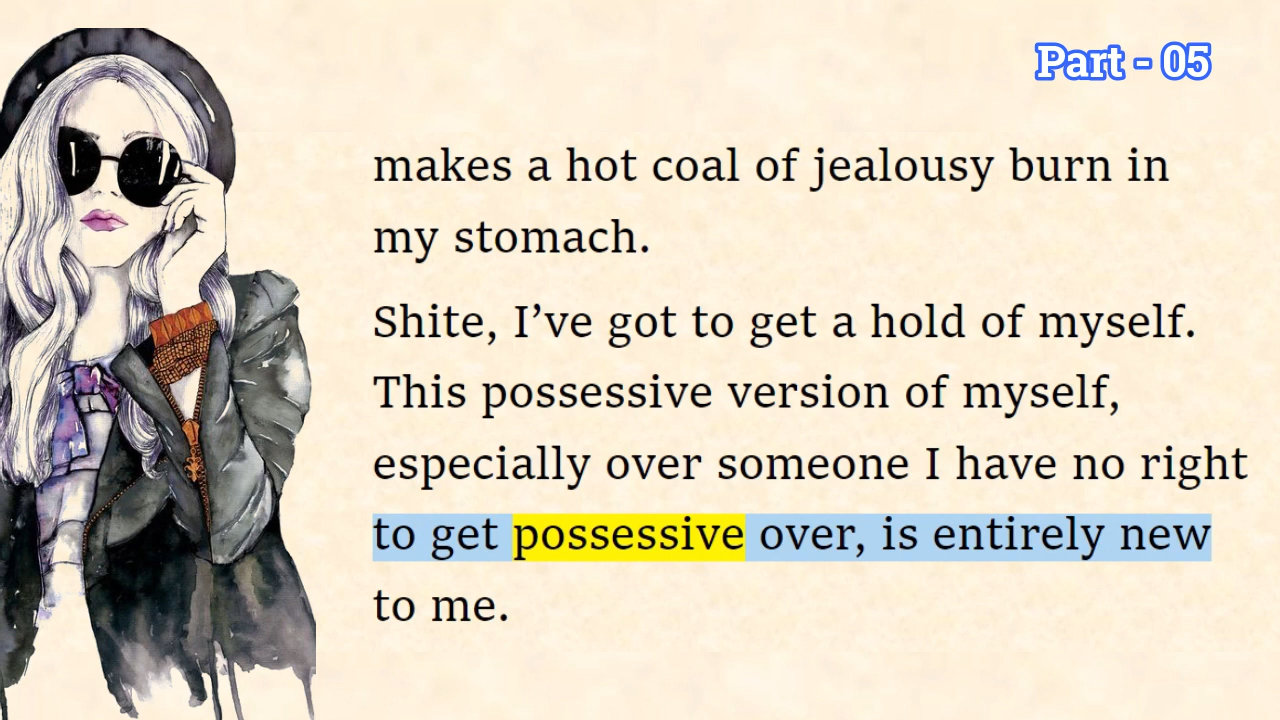 Part - 05
makes a hot coal of jealousy burn in
my stomach.
Shite, I’ve got to get a hold of myself.
This possessive version of myself,
especially over someone I have no right
to get possessive over, is entirely new
to me.